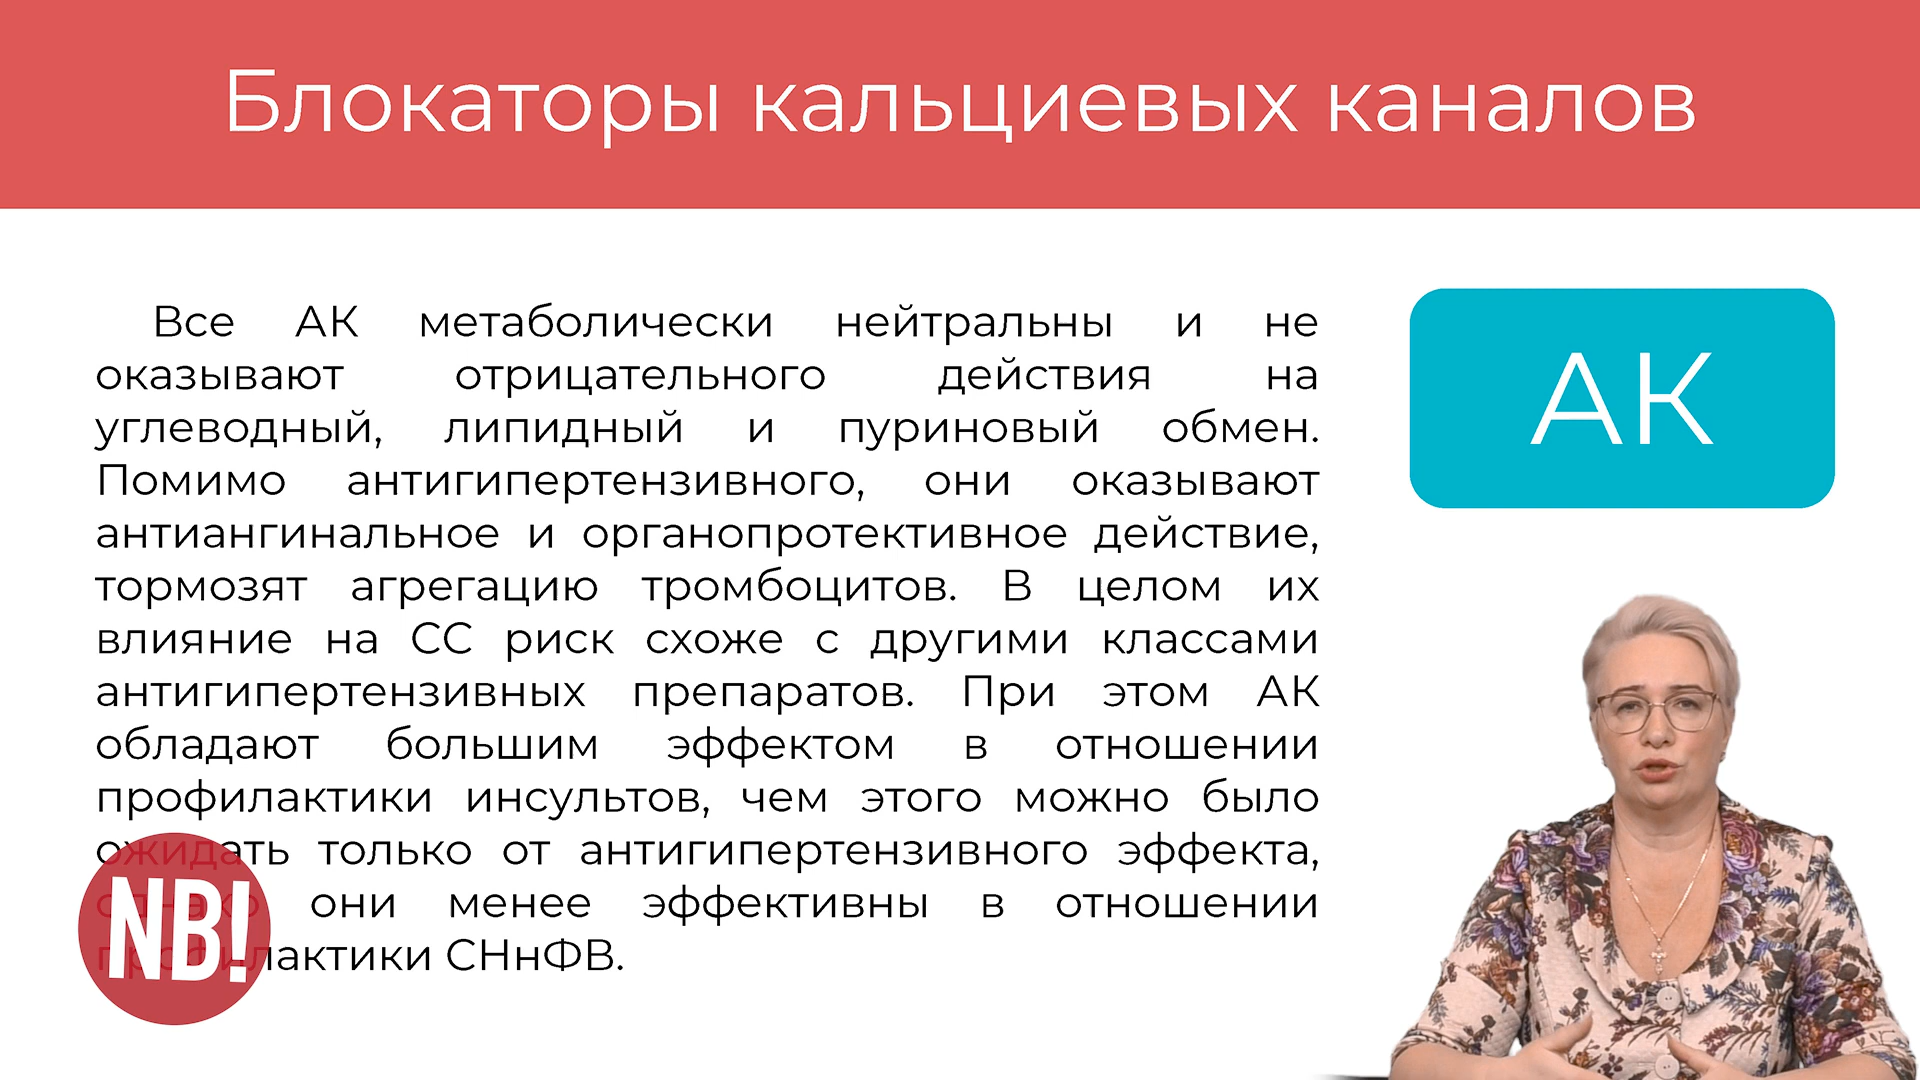 Блокаторы кальциевых каналов
Все АК метаболически нейтральны и не
оказывают отрицательного действия на
углеводный, липидный и пуриновый обмен.
Помимо антигипертензивного, они оказывают
антиангинальное и органопротективное действие,
тормозят агрегацию тромбоцитов. В целом их
влияние на СС риск схоже с другими классами
антигипертензивных препаратов. При этом АК
обладают большим эффектом в отношении
профилактики инсультов, чем этого можно было
ожидать только от антигипертензивного эффекта,
однако они менее эффективны в отношении
профилактики СНнФВ.
АК
NB!